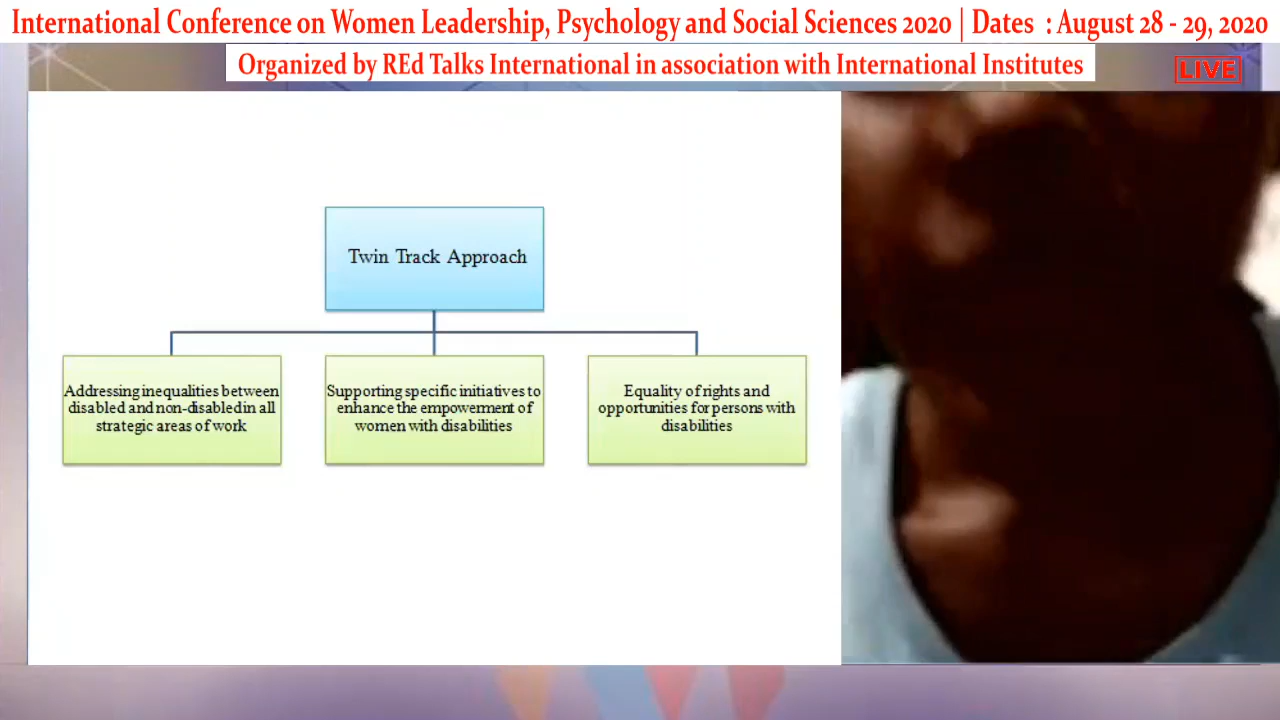 International Conference on Women Leadership, Psychology and Social Sciences 2020 | Dates : August 28 - 29, 2020
Organized by REd Talks International in association with International Institutes
LIVE
Twin Track Approach
Addressing inequalities between
disabled and non-disabled in all
strategic areas of work
Supporting specific initiatives to
enhance the empowerment of
women with disabilities
Equality of rights and
opportunities for persons with
disabilities